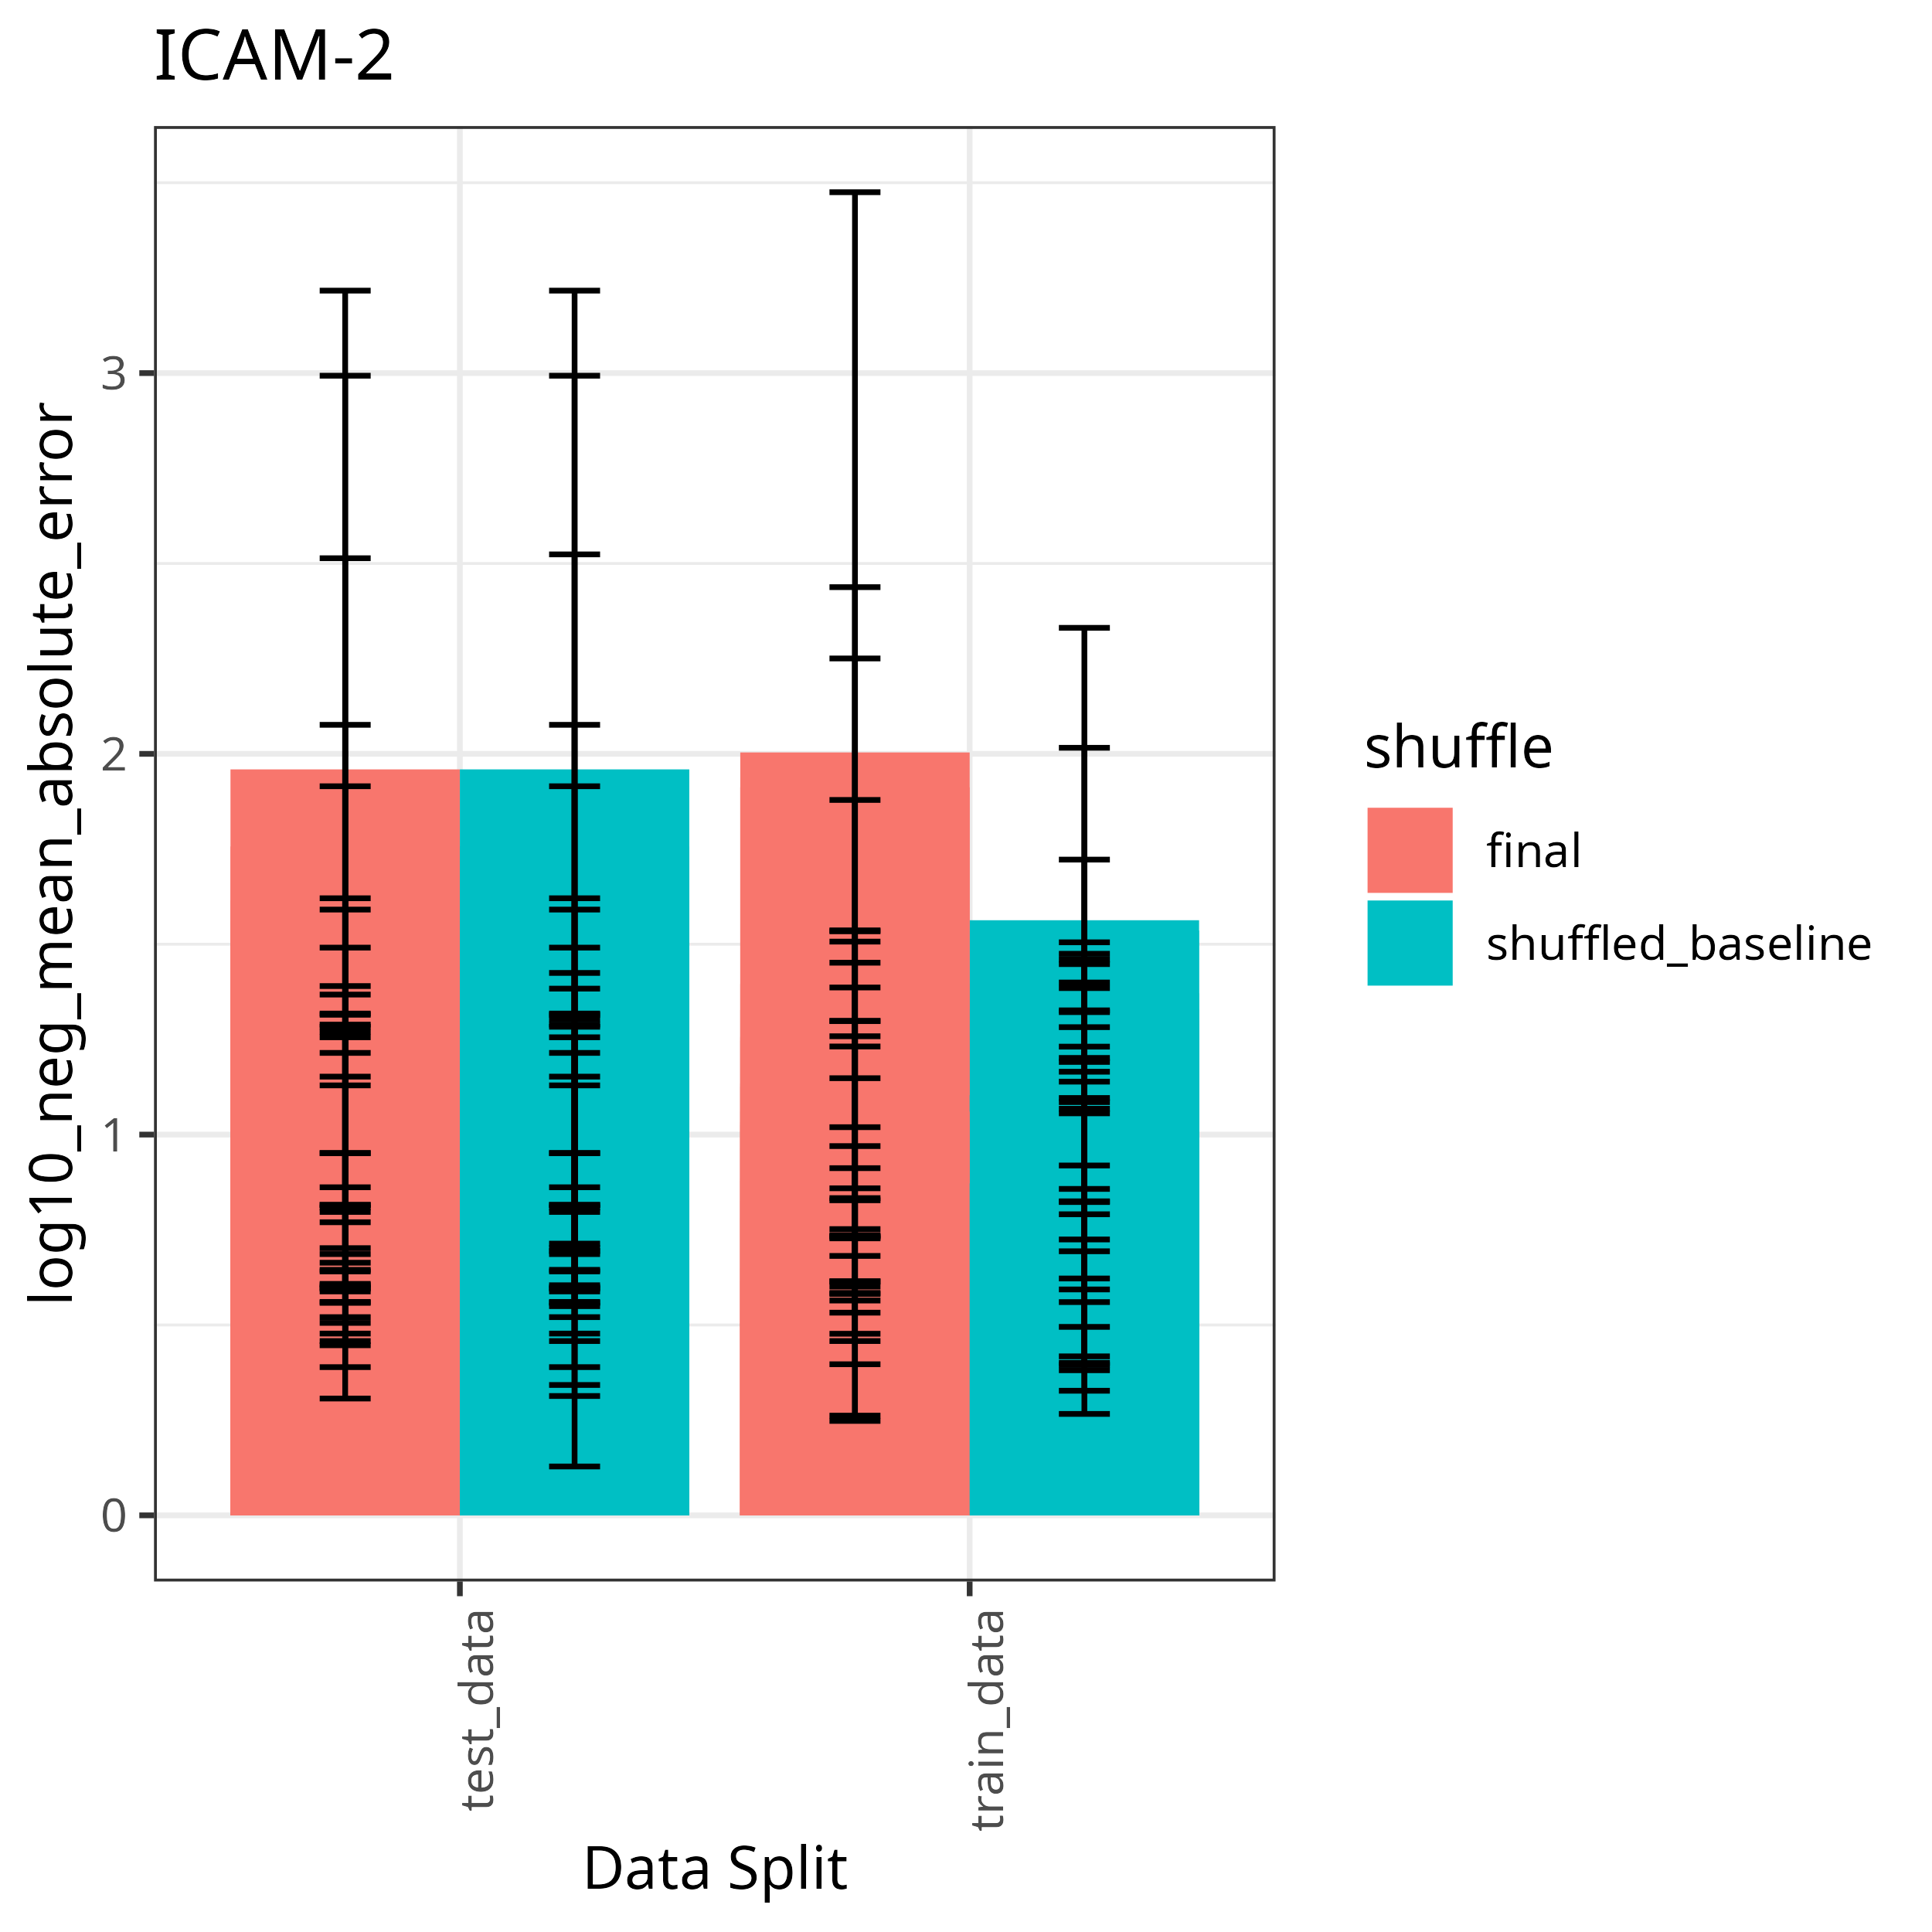 ICAM-2
log10_neg_mean_absolute_error
3
2
1
0
test_data
train_data
Data Split
shuffle
final
shuffled_baseline